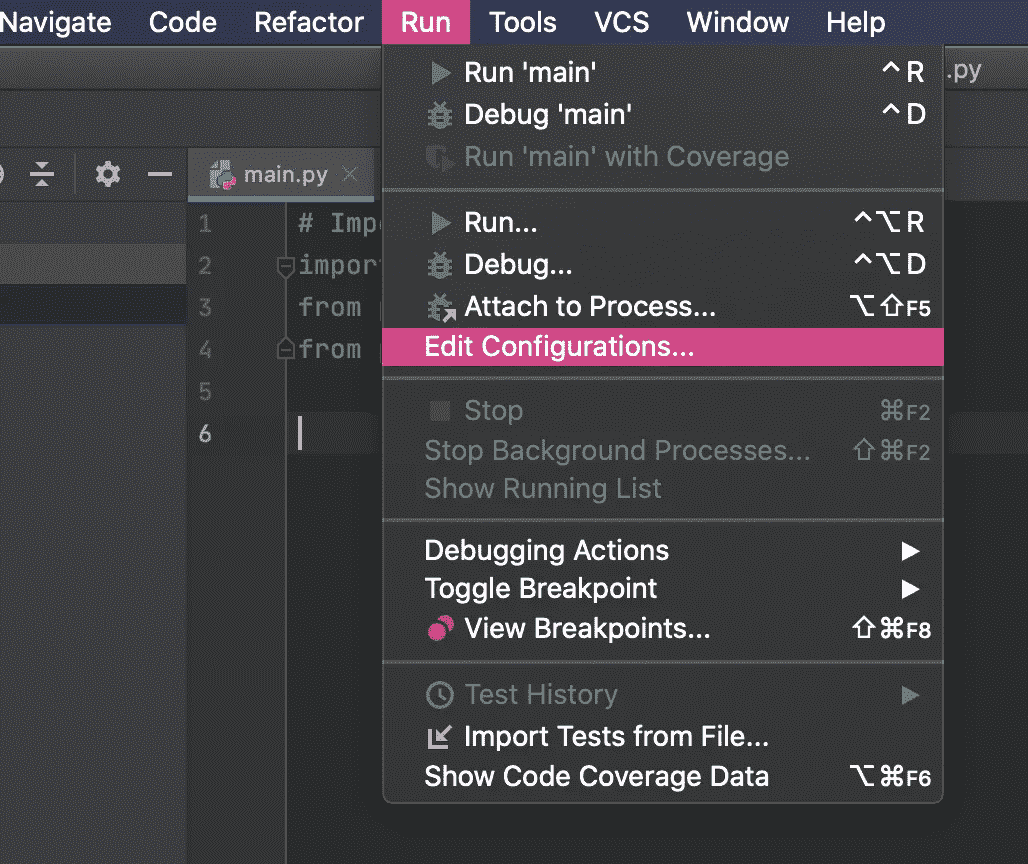 Navigate Code Refactor Run Tools VCS Window Help
Run 'main' ^ R
.py
Debug 'main' ^ D
Run 'main' with Coverage
main.py
Run... ^⌥ R
Debug... ^⌥ D
Attach to Process... ⌥⇧F5
Edit Configurations...
Stop ⌘F2
Stop Background Processes... ⇧⌘F2
Show Running List
Debugging Actions ▶
Toggle Breakpoint ▶
View Breakpoints... ⇧⌘F8
Test History ▶
Import Tests from File...
Show Code Coverage Data ⌥⌘F6
1 # Imp
2 impor
3 from
4 from
5
6